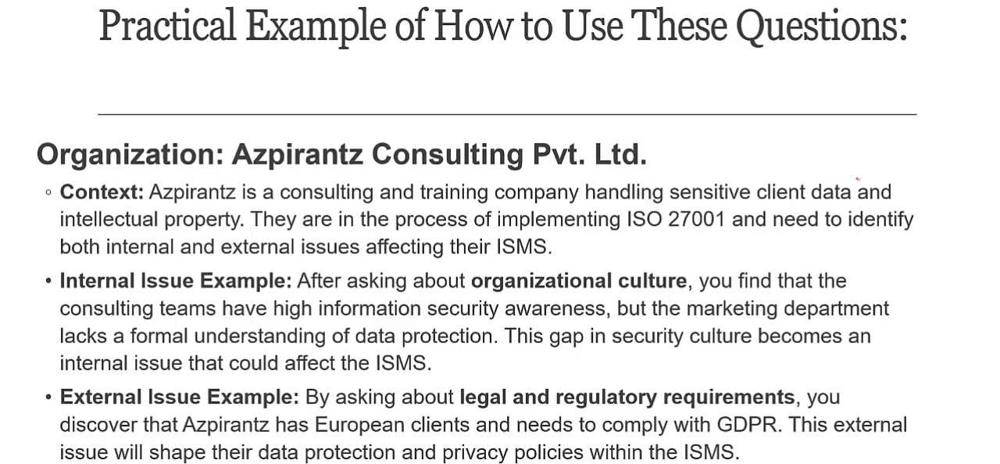 Practical Example of How to Use These Questions:
Organization: Azpirantz Consulting Pvt. Ltd.
◦ Context: Azpirantz is a consulting and training company handling sensitive client data and
intellectual property. They are in the process of implementing ISO 27001 and need to identify
both internal and external issues affecting their ISMS.
• Internal Issue Example: After asking about organizational culture, you find that the
consulting teams have high information security awareness, but the marketing department
lacks a formal understanding of data protection. This gap in security culture becomes an
internal issue that could affect the ISMS.
• External Issue Example: By asking about legal and regulatory requirements, you
discover that Azpirantz has European clients and needs to comply with GDPR. This external
issue will shape their data protection and privacy policies within the ISMS.